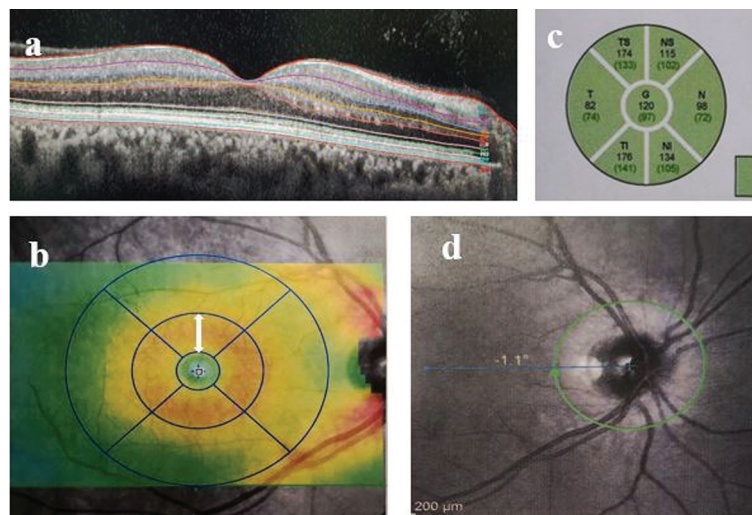 a
c
TS
174
(133)
NS
115
(102)
T
82
(74)
G
120
(97)
N
98
(72)
TI
176
(141)
NI
134
(105)
b
d
-1.1°
200 µm